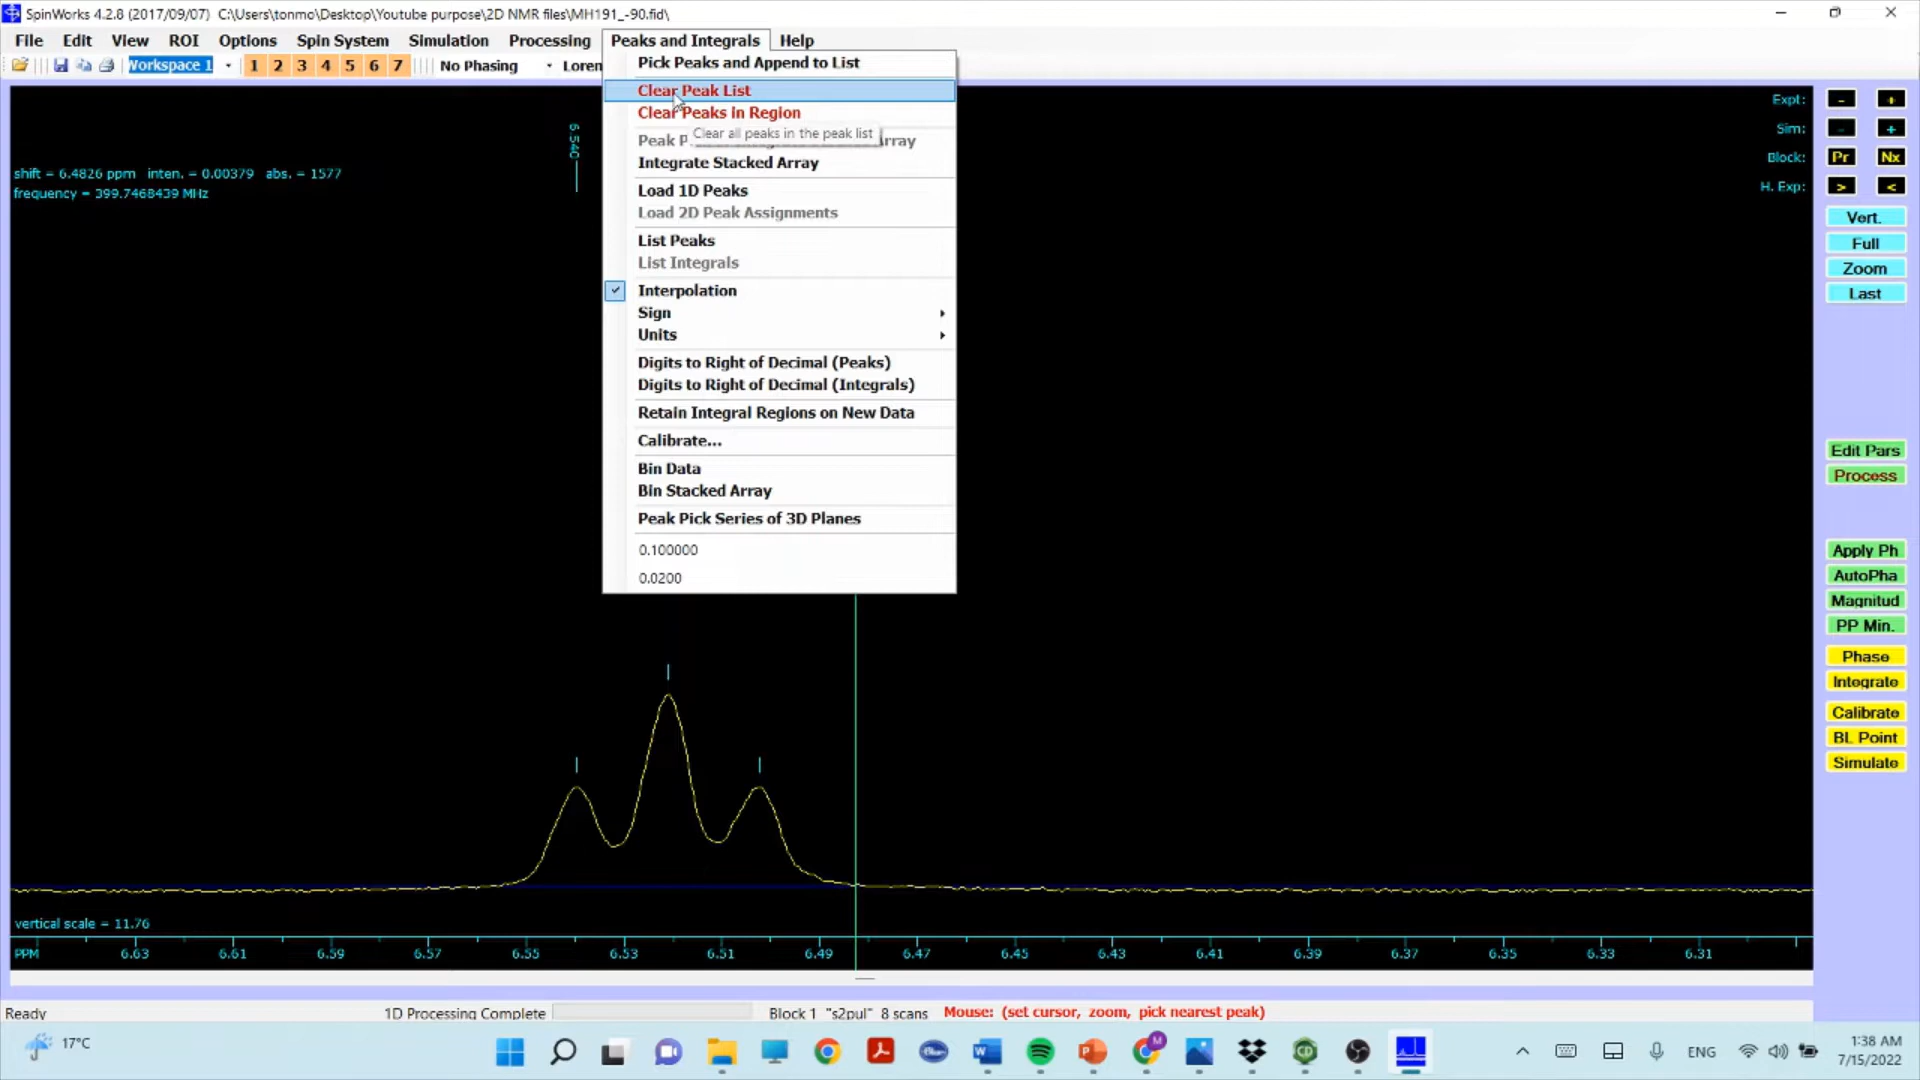 SpinWorks 4.2.8 (2017/09/07) C:\Users\tonmo\Desktop\Youtube purpose\2D NMR files\MH191_-90.fid\
File Edit View ROI Options Spin System Simulation Processing Peaks and Integrals Help
Workspace 1 1 2 3 4 5 6 7 No Phasing Loren
Pick Peaks and Append to List
Clear Peak List
Clear Peaks in Region
Clear all peaks in the peak list
Peak P rray
Integrate Stacked Array
Load 1D Peaks
Load 2D Peak Assignments
List Peaks
List Integrals
Interpolation
Sign
Units
Digits to Right of Decimal (Peaks)
Digits to Right of Decimal (Integrals)
Retain Integral Regions on New Data
Calibrate...
Bin Data
Bin Stacked Array
Peak Pick Series of 3D Planes
0.100000
0.0200
6.540
shift = 6.4826 ppm inten. = 0.00379 abs. = 1577
frequency = 399.7468439 MHz
Expt: - +
Sim: - +
Block: Pr Nx
H. Exp: > <
Vert.
Full
Zoom
Last
Edit Pars
Process
Apply Ph
AutoPha
Magnitud
PP Min.
Phase
Integrate
Calibrate
BL Point
Simulate
vertical scale = 11.76
PPM 6.63 6.61 6.59 6.57 6.55 6.53 6.51 6.49 6.47 6.45 6.43 6.41 6.39 6.37 6.35 6.33 6.31
Ready 1D Processing Complete Block 1 "s2pul" 8 scans Mouse: (set cursor, zoom, pick nearest peak)
17°C
ENG
1:38 AM
7/15/2022